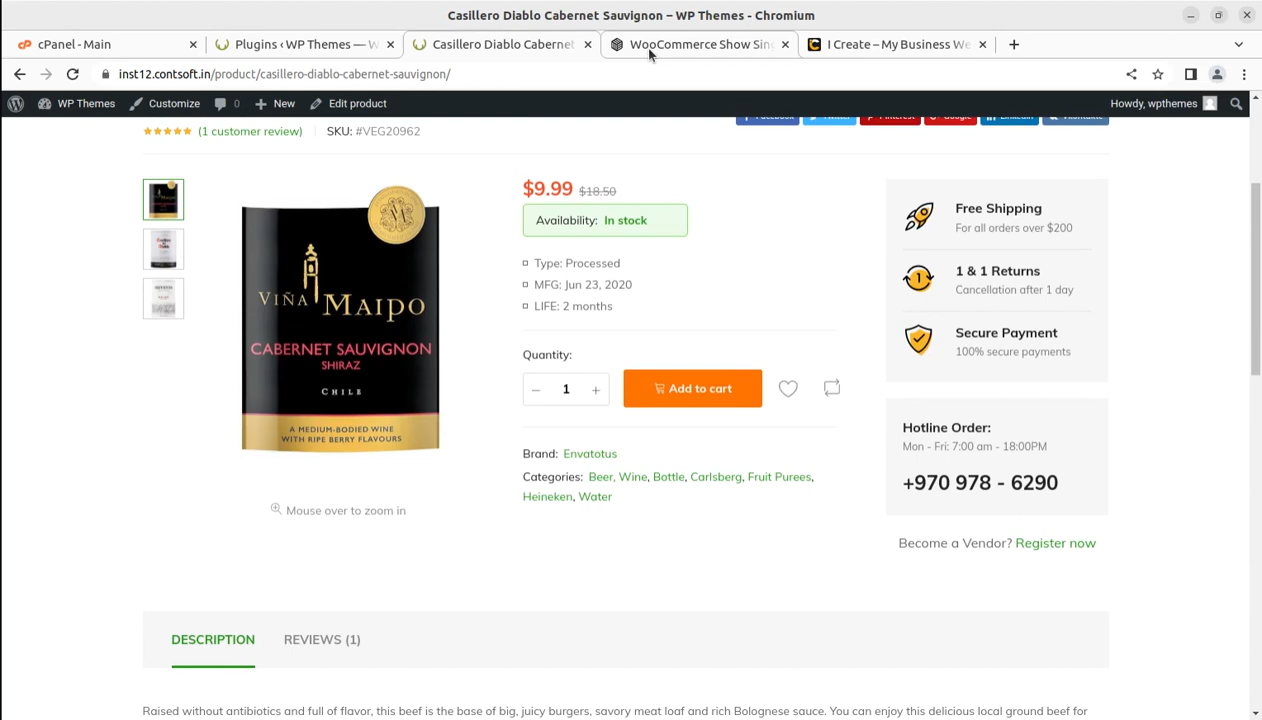 Casillero Diablo Cabernet Sauvignon – WP Themes - Chromium
cPanel - Main
Plugins ‹ WP Themes — W
Casillero Diablo Cabernet
WooCommerce Show Sin
I Create – My Business We
inst12.contsoft.in/product/casillero-diablo-cabernet-sauvignon/
WP Themes
Customize
0
New
Edit product
Howdy, wpthemes
(1 customer review)
SKU: #VEG20962
Facebook
Twitter
Pinterest
Google
Linkedin
Vkontakte
VIÑA MAIPO
CABERNET SAUVIGNON
SHIRAZ
CHILE
A MEDIUM-BODIED WINE
WITH RIPE BERRY FLAVOURS
Mouse over to zoom in
$9.99 $18.50
Availability: In stock
Type: Processed
MFG: Jun 23, 2020
LIFE: 2 months
Quantity:
– 1 +
Add to cart
Brand: Envatotus
Categories: Beer, Wine, Bottle, Carlsberg, Fruit Purees,
Heineken, Water
Free Shipping
For all orders over $200
1
1 & 1 Returns
Cancellation after 1 day
Secure Payment
100% secure payments
Hotline Order:
Mon - Fri: 7:00 am - 18:00PM
+970 978 - 6290
Become a Vendor? Register now
DESCRIPTION
REVIEWS (1)
Raised without antibiotics and full of flavor, this beef is the base of big, juicy burgers, savory meat loaf and rich Bolognese sauce. You can enjoy this delicious local ground beef for